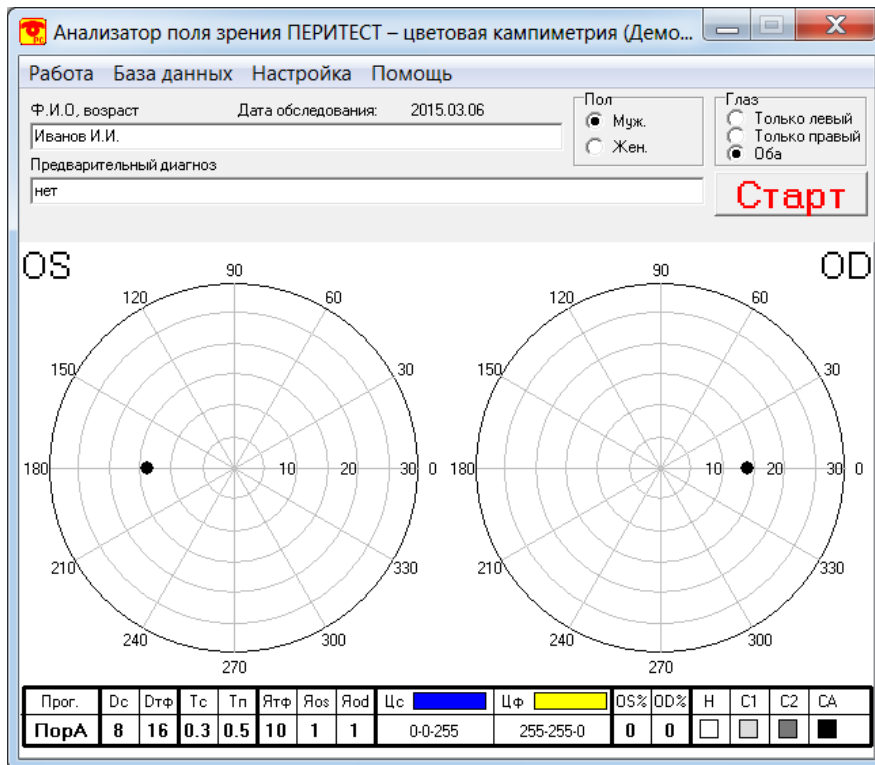 Анализатор поля зрения ПЕРИТЕСТ – цветовая кампиметрия (Демо...
Работа База данных Настройка Помощь
Ф.И.О, возраст Дата обследования: 2015.03.06
Иванов И.И.
Предварительный диагноз
нет
Пол
Муж.
Жен.
Глаз
Только левый
Только правый
Оба
Старт
OS
90
120 60
150 30
180 10 20 30 0
210 330
240 300
270
OD
90
120 60
150 30
180 10 20 30 0
210 330
240 300
270
Прог. Dc Dтф Tc Тп Ятф Яos Яod Цс Цф OS% OD% Н С1 С2 СА
ПорА 8 16 0.3 0.5 10 1 1 0-0-255 255-255-0 0 0